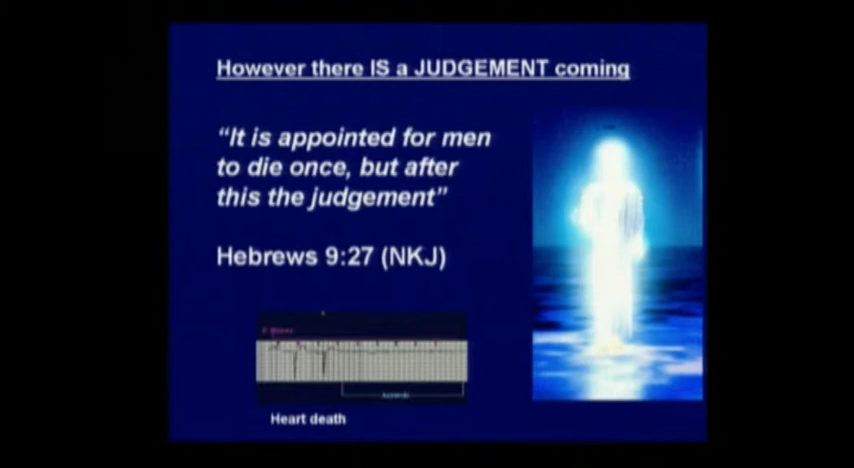 However there IS a JUDGEMENT coming
“It is appointed for men
to die once, but after
this the judgement”
Hebrews 9:27 (NKJ)
Heart death